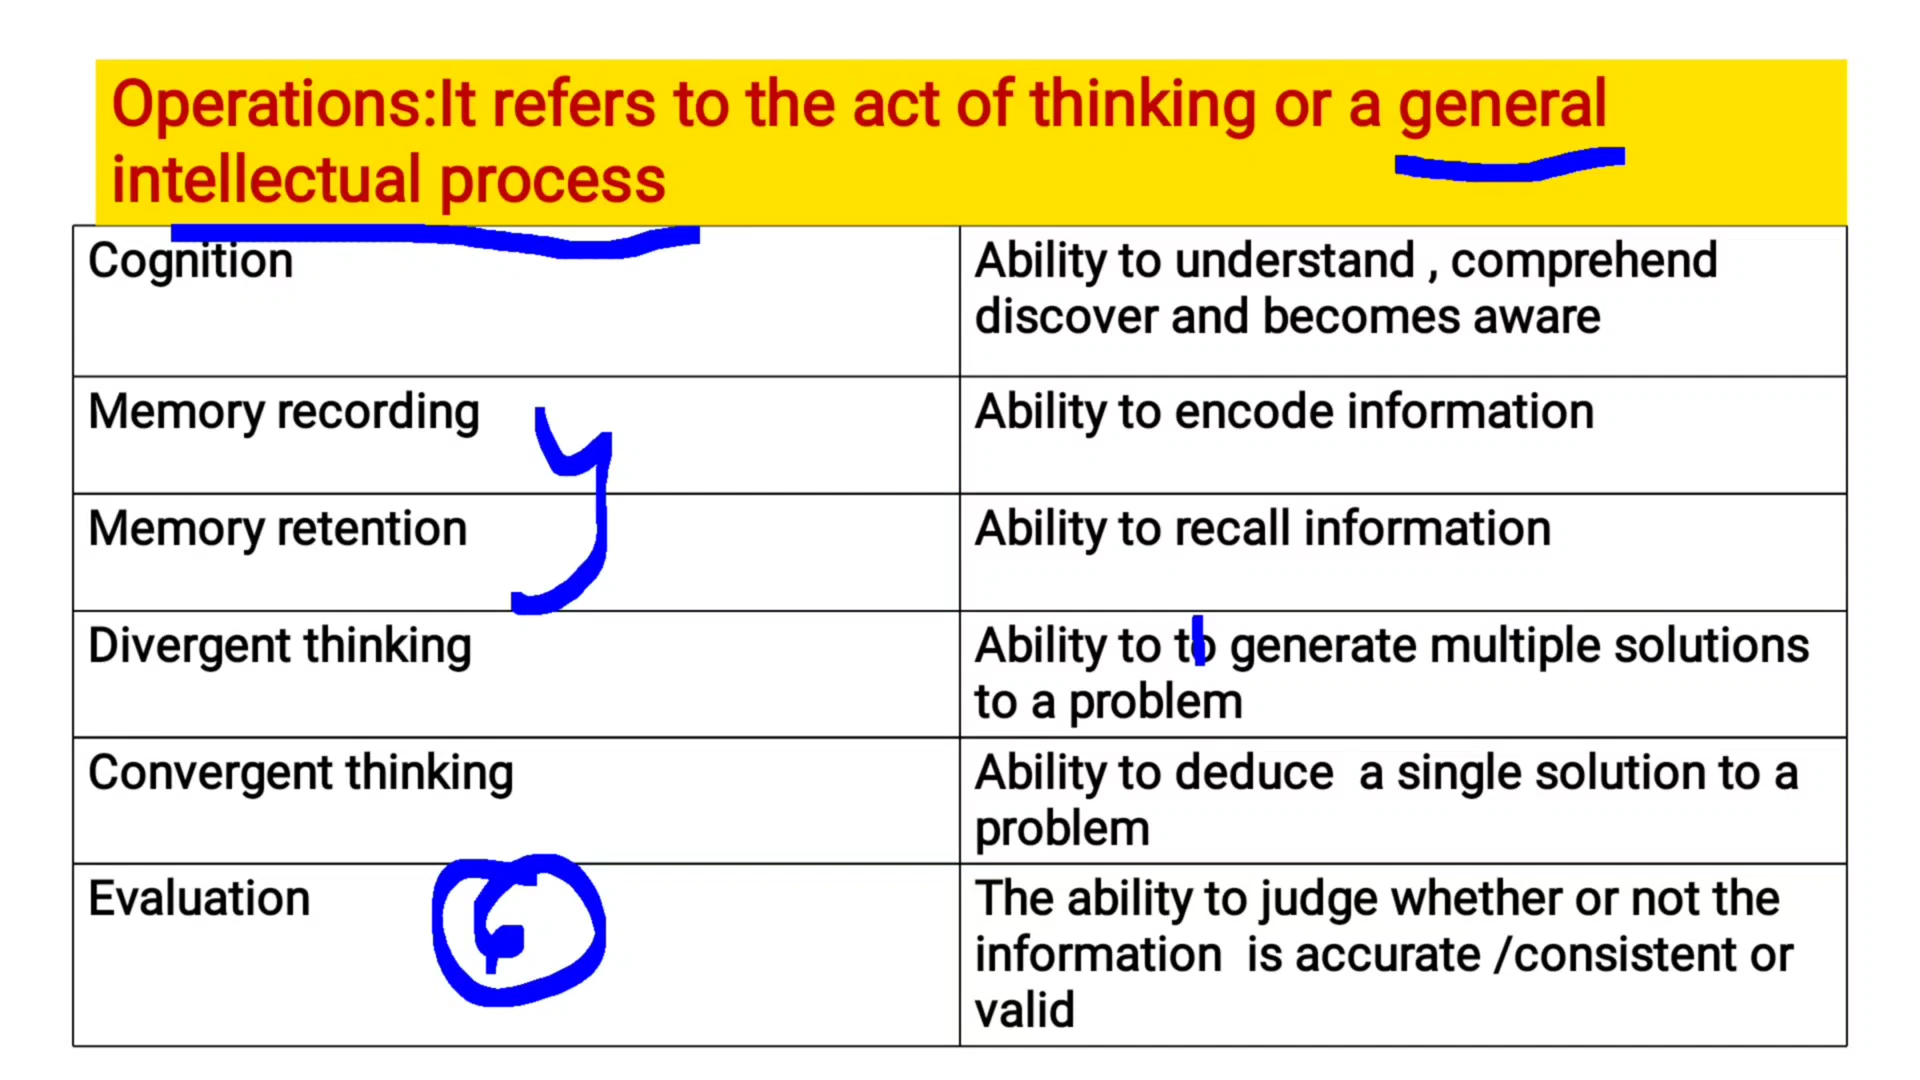 Operations:It refers to the act of thinking or a general
intellectual process
Cognition
Ability to understand , comprehend
discover and becomes aware
Memory recording
Ability to encode information
Memory retention
Ability to recall information
Divergent thinking
Ability to to generate multiple solutions
to a problem
Convergent thinking
Ability to deduce  a single solution to a
problem
Evaluation
The ability to judge whether or not the
information  is accurate /consistent or
valid